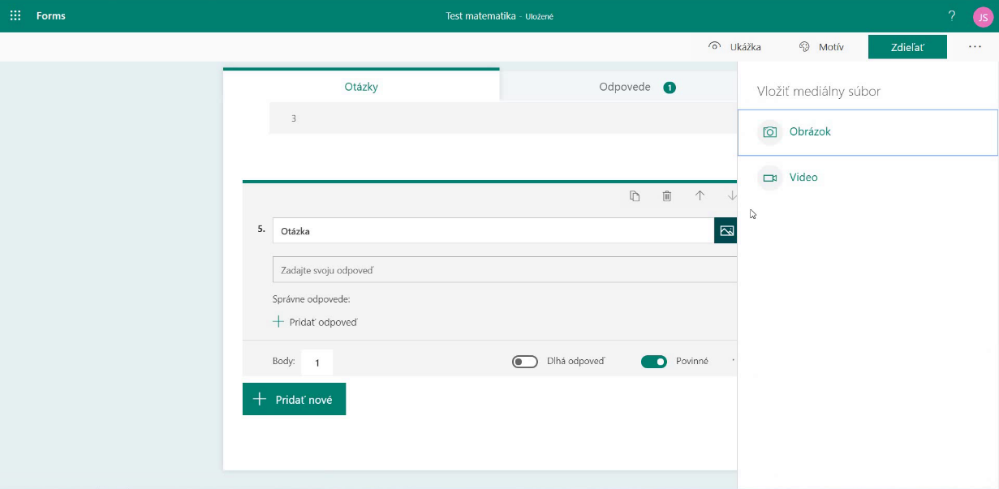 Forms
Test matematika - Uložené
?
JS
Ukážka
Motív
Zdieľať
...
Otázky
Odpovede 1
3
5.
Otázka
Zadajte svoju odpoveď
Správne odpovede:
+ Pridať odpoveď
Body: 1
Dlhá odpoveď
Povinné
+ Pridať nové
Vložiť mediálny súbor
Obrázok
Video